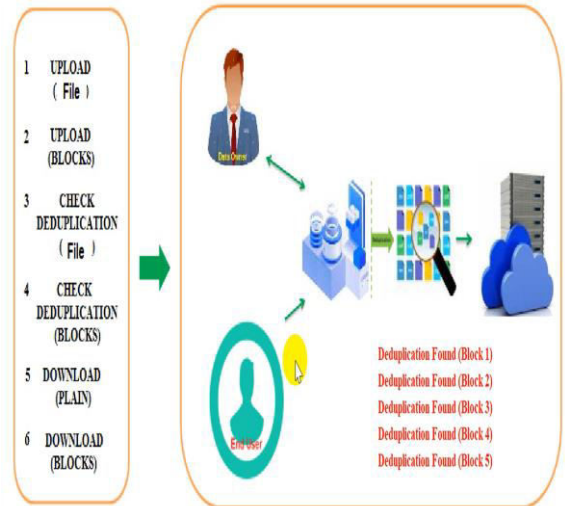 1 UPLOAD
( File )
2 UPLOAD
(BLOCKS)
3 CHECK
DEDUPLICATION
( File )
4 CHECK
DEDUPLICATION
(BLOCKS)
5 DOWNLOAD
(PLAIN)
6 DOWNLOAD
(BLOCKS)
Data Owner
End User
Deduplication Found (Block 1)
Deduplication Found (Block 2)
Deduplication Found (Block 3)
Deduplication Found (Block 4)
Deduplication Found (Block 5)